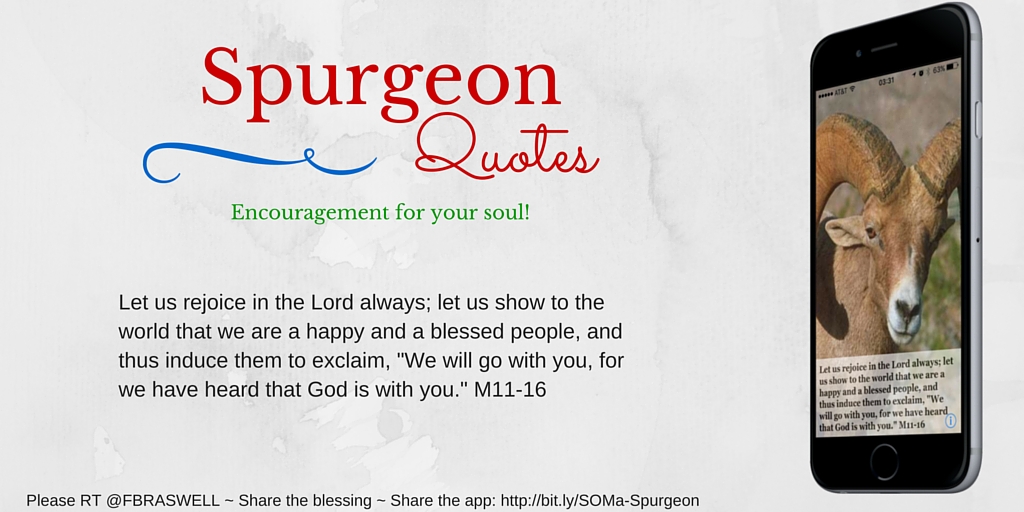 Spurgeon
Quotes
Encouragement for your soul!
Let us rejoice in the Lord always; let us show to the
world that we are a happy and a blessed people, and
thus induce them to exclaim, "We will go with you, for
we have heard that God is with you." M11-16
Please RT @FBRASWELL ~ Share the blessing ~ Share the app: http://bit.ly/SOMa-Spurgeon
AT&T 03:31 63%
Let us rejoice in the Lord always; let
us show to the world that we are a
happy and a blessed people, and
thus induce them to exclaim, "We
will go with you, for we have heard
that God is with you." M11-16